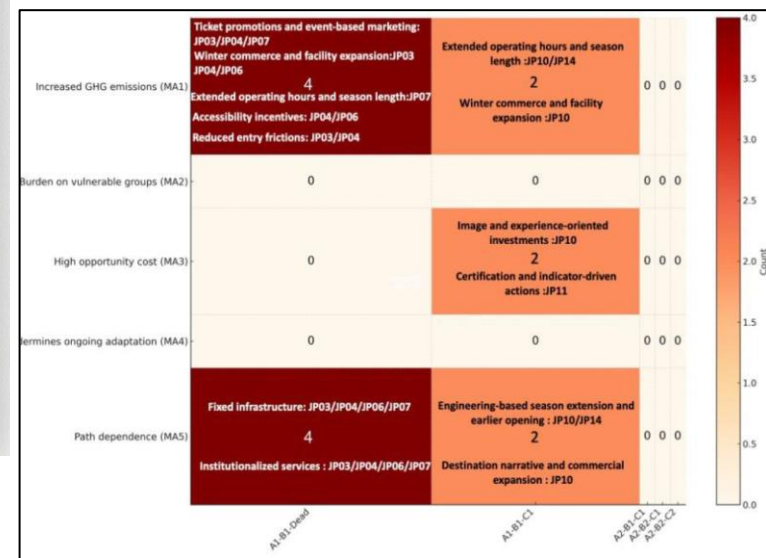 Ticket promotions and event-based marketing:
JP03/JP04/JP07
Winter commerce and facility expansion:JP03
JP04/JP06
4
Extended operating hours and season length:JP07
Accessibility incentives: JP04/JP06
Reduced entry frictions: JP03/JP04
Extended operating hours and season
length :JP10/JP14
2
Winter commerce and facility
expansion :JP10
0 0 0
Increased GHG emissions (MA1)
Burden on vulnerable groups (MA2)
0 0 0 0 0
High opportunity cost (MA3)
0
Image and experience-oriented
investments :JP10
2
Certification and indicator-driven
actions :JP11
0 0 0
dermines ongoing adaptation (MA4)
0 0 0 0 0
Path dependence (MA5)
Fixed infrastructure: JP03/JP04/JP06/JP07
4
Institutionalized services : JP03/JP04/JP06/JP07
Engineering-based season extension and
earlier opening : JP10/JP14
2
Destination narrative and commercial
expansion : JP10
0 0 0
A1-B1-Dead
A1-B1-C1
A2-B1-C1
A2-B2-C1
A2-B2-C2
4.0
3.5
3.0
2.5
2.0
1.5
1.0
0.5
0.0
Count